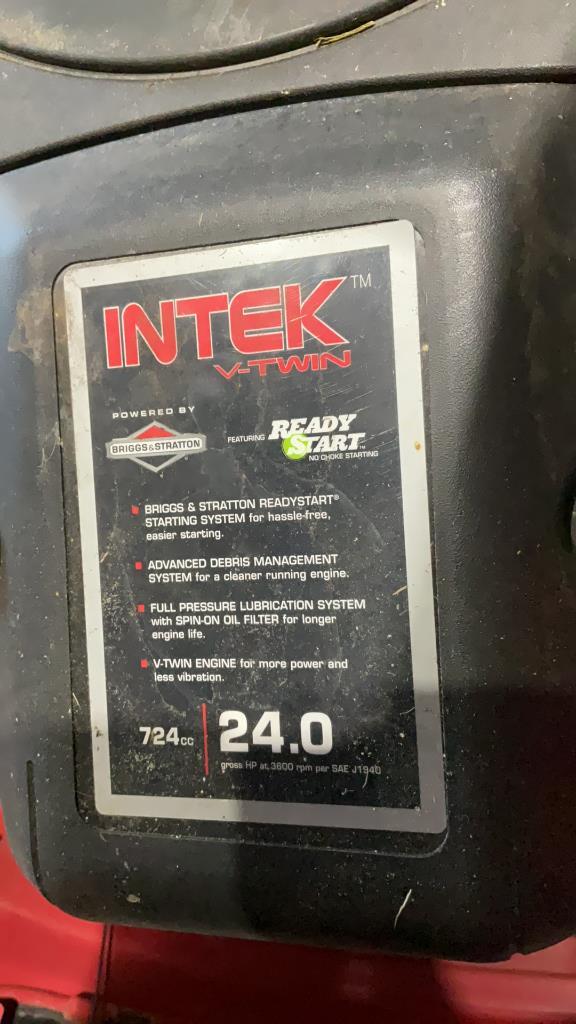 INTEK™
V-TWIN
POWERED BY
BRIGGS & STRATTON
FEATURING READY START™
NO CHOKE STARTING
BRIGGS & STRATTON READYSTART®
STARTING SYSTEM for hassle-free,
easier starting.
ADVANCED DEBRIS MANAGEMENT
SYSTEM for a cleaner running engine.
FULL PRESSURE LUBRICATION SYSTEM
with SPIN-ON OIL FILTER for longer
engine life.
V-TWIN ENGINE for more power and
less vibration.
724cc 24.0
gross HP at 3600 rpm per SAE J1940